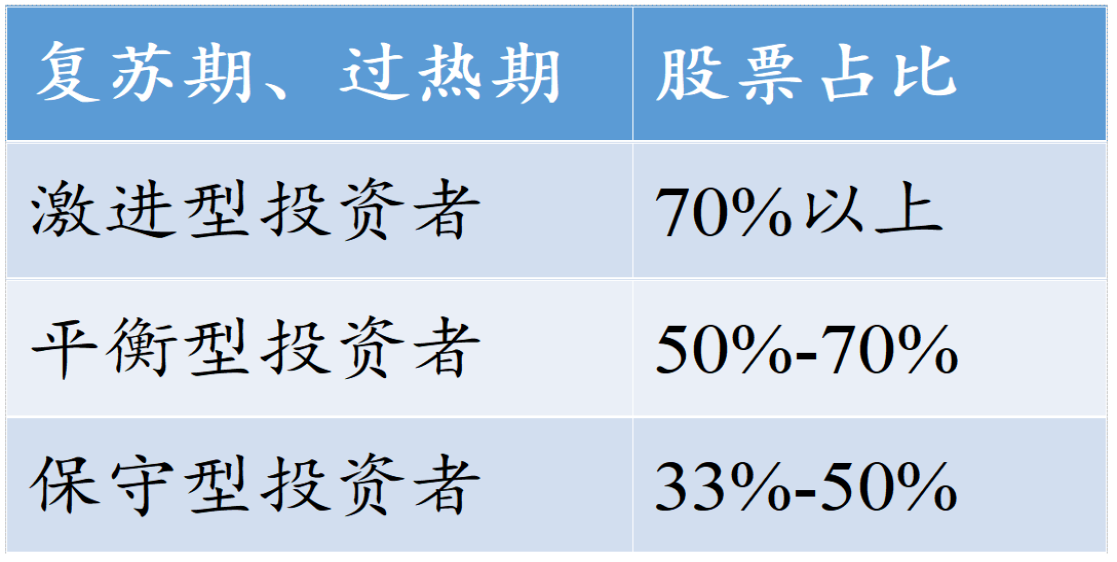 复苏期、过热期 股票占比
激进型投资者 70%以上
平衡型投资者 50%-70%
保守型投资者 33%-50%